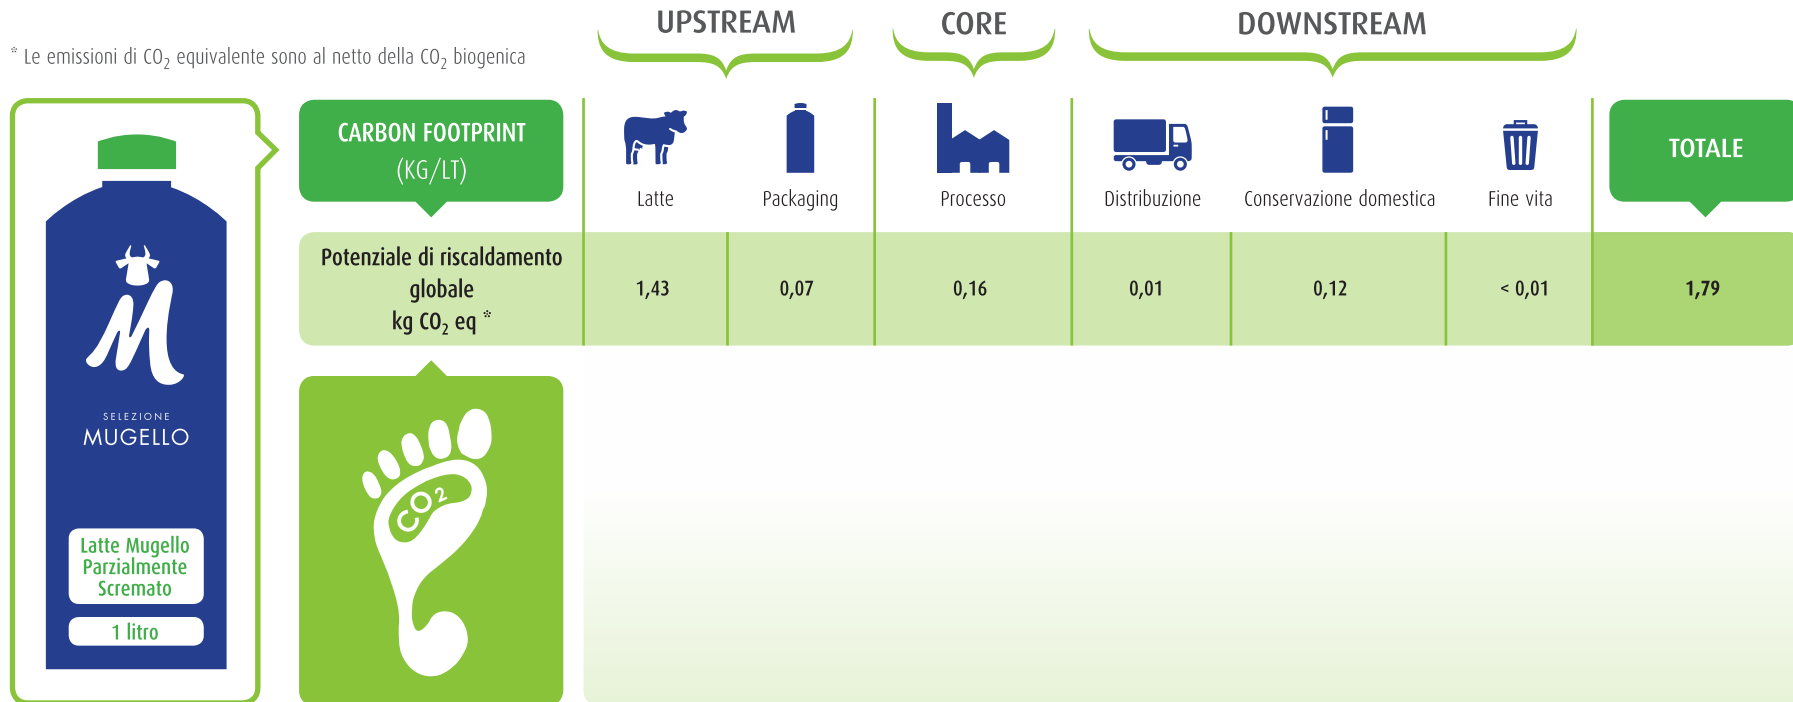 UPSTREAM
CORE
DOWNSTREAM
* Le emissioni di CO₂ equivalente sono al netto della CO₂ biogenica
CARBON FOOTPRINT
(KG/LT)
Latte
Packaging
Processo
Distribuzione
Conservazione domestica
Fine vita
TOTALE
Potenziale di riscaldamento
globale
kg CO₂ eq *
1,43
0,07
0,16
0,01
0,12
< 0,01
1,79
M
SELEZIONE
MUGELLO
Latte Mugello
Parzialmente
Scremato
1 litro
CO2